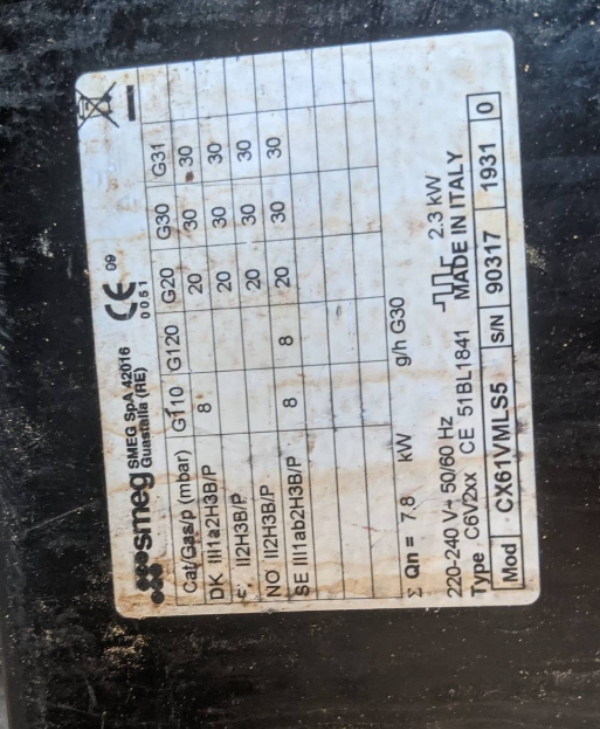 smeg SMEG SpA 42016
Guastalla (RE)
CE 09
0051
Cat/Gas/p (mbar) G110 G120 G20 G30 G31
DK III1a2H3B/P 8 20 30 30
II2H3B/P 20 30 30
NO II2H3B/P 20 30 30
SE III1ab2H3B/P 8 8 20 30 30
Σ Qn = 7.8 kW g/h G30
220-240 V~ 50/60 Hz 2.3 kW
Type C6V2xx CE 51BL1841 MADE IN ITALY
Mod CX61VMLS5 S/N 90317 1931 0